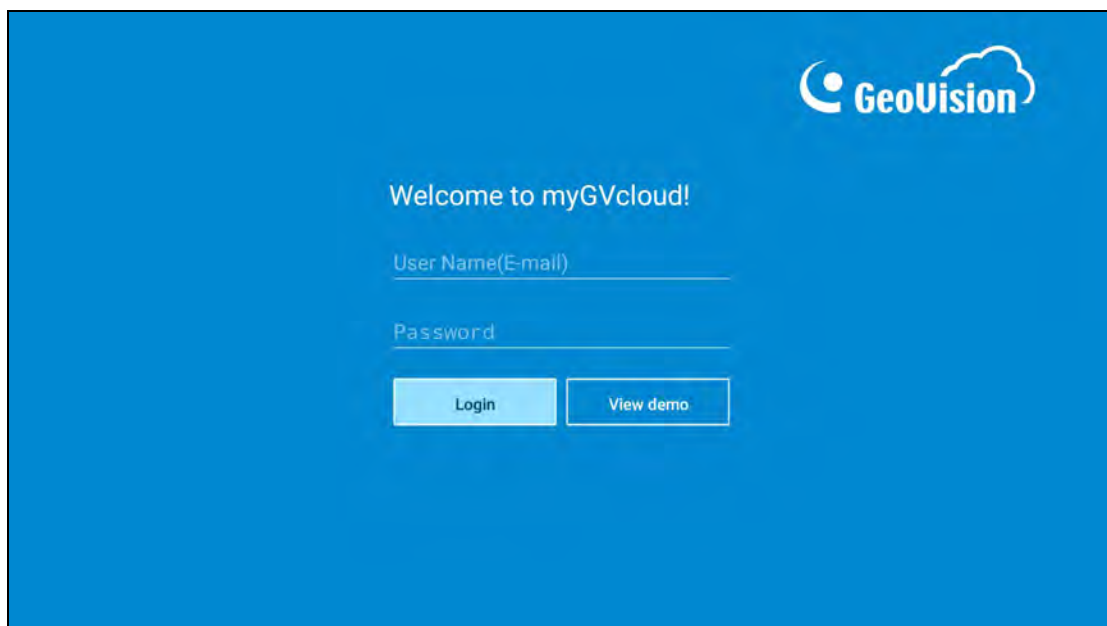 GeoVision
Welcome to myGVcloud!
User Name(E-mail)
Password
Login
View demo